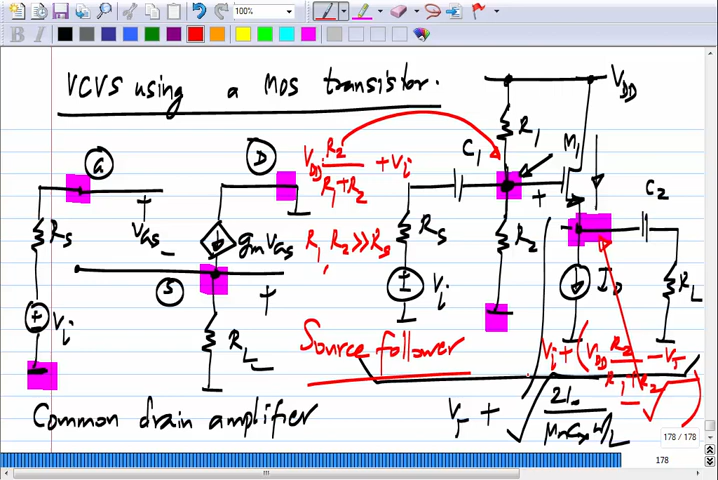 100%
B I
VCVS using a MOS transistor.
VDD
R1
M1
C1
C2
G
D
VDD R2/(R1+R2) + Vi
+
+
Rs
VGS
-
gm VGS
R1, R2 >> Rs
Rs
R2
I0
RL
S
+
+
Vi
+
Vi
RL
Source follower
Vi + (VDD R2/(R1+R2) - VT - √ )
Common drain amplifier
VT + √(2I0/(μnCox W/L))
178 / 178
178